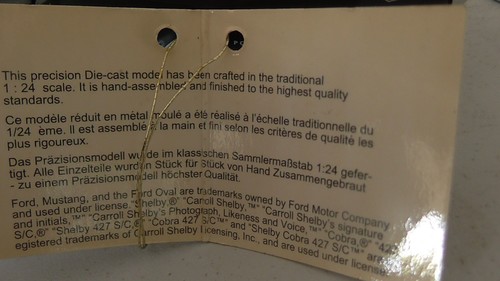 This precision Die-cast model has been crafted in the traditional
1 : 24 scale. It is hand-assembled and finished to the highest quality
standards.
Ce modèle réduit en métal moulé a été réalisé à l'échelle traditionnelle du
1/24 ème. Il est assemblé à la main et fini selon les critères de qualité les
plus rigoureux.
Das Präzisionsmodell wurde im klassischen Sammlermaßstab 1:24 gefer-
tigt. Alle Einzelteile wurden Stück für Stück von Hand Zusammengebraut
- zu einem Präzisionsmodell höchster Qualität.
Ford, Mustang, and the Ford Oval are trademarks owned by Ford Motor Company
and used under license. "Shelby,® "Carroll Shelby,™" "Carroll Shelby's signature
and initials,™" "Carroll Shelby's Photograph, Likeness and Voice,™" "Cobra,®" "427
S/C,®" "Shelby Cobra 427 S/C,®" "Cobra 427 S/C™" and "Shelby Cobra 427 S/C™" are
egistered trademarks of Carroll Shelby Licensing, Inc., and are used under license